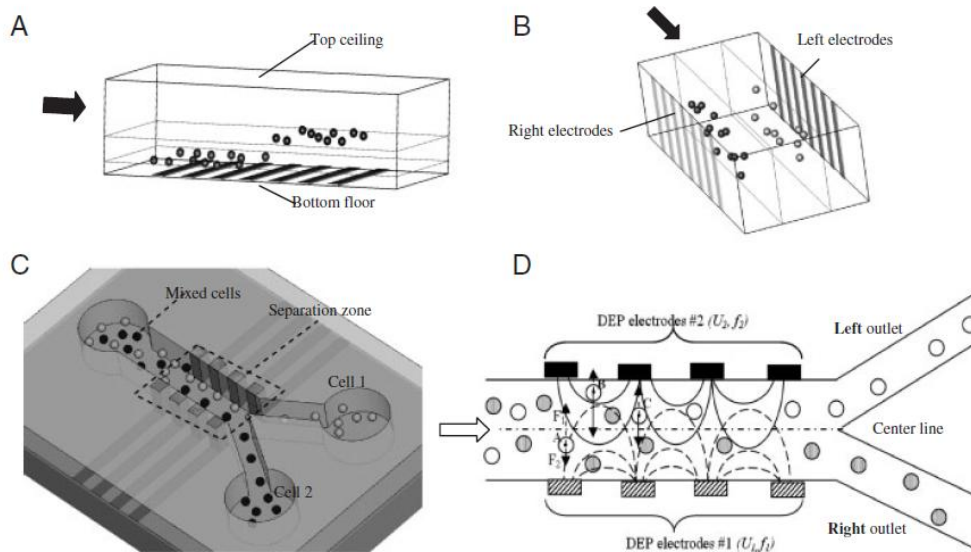 A
Top ceiling
Bottom floor
B
Left electrodes
Right electrodes
C
Mixed cells
Separation zone
Cell 1
Cell 2
D
DEP electrodes #2 (U2, f2)
B
C
F1
A
F2
Left outlet
Center line
Right outlet
DEP electrodes #1 (U1,f1)